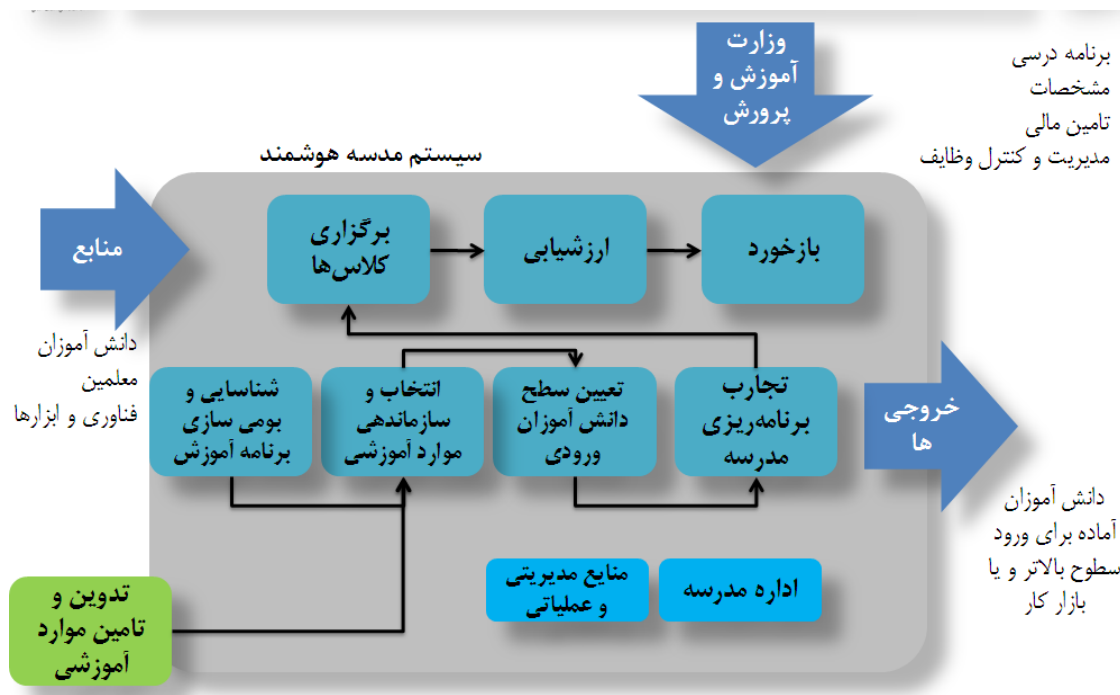 وزارت
آموزش و
پرورش
برنامه درسی
مشخصات
تامین مالی
مدیریت و کنترل وظایف
سیستم مدسه هوشمند
منابع
دانش آموزان
معلمین
فناوری و ابزارها
برگزاری
کلاس‌ها
ارزشیابی
بازخورد
شناسایی و
بومی سازی
برنامه آموزش
انتخاب و
سازماندهی
موارد آموزشی
تعیین سطح
دانش آموزان
ورودی
تجارب
برنامه‌ریزی
مدرسه
خروجی
ها
دانش آموزان
آماده برای ورود
سطوح بالاتر و یا
بازار کار
منایع مدیریتی
و عملیاتی
اداره مدرسه
تدوین و
تامین موارد
آموزشی